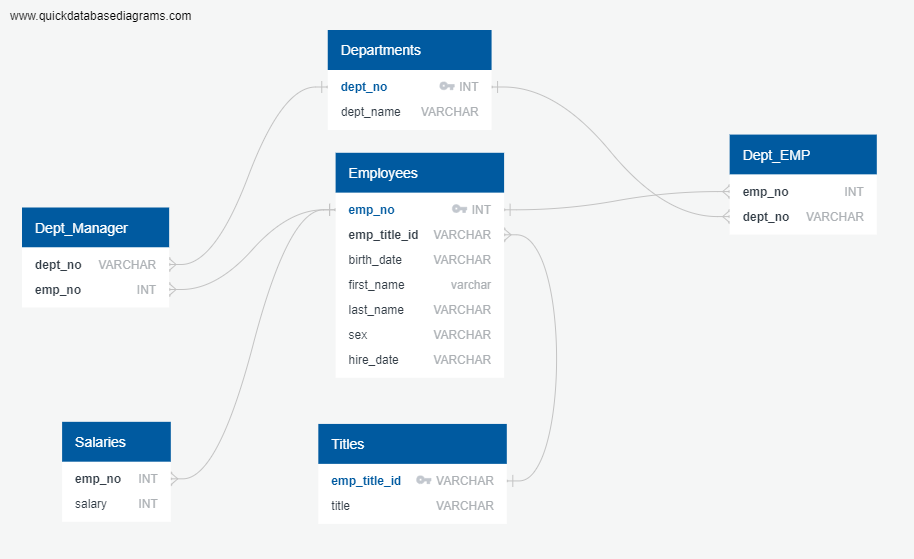 www.quickdatabasediagrams.com
Departments
dept_no INT
dept_name VARCHAR
Dept_EMP
emp_no INT
dept_no VARCHAR
Employees
emp_no INT
emp_title_id VARCHAR
birth_date VARCHAR
first_name varchar
last_name VARCHAR
sex VARCHAR
hire_date VARCHAR
Dept_Manager
dept_no VARCHAR
emp_no INT
Salaries
emp_no INT
salary INT
Titles
emp_title_id VARCHAR
title VARCHAR